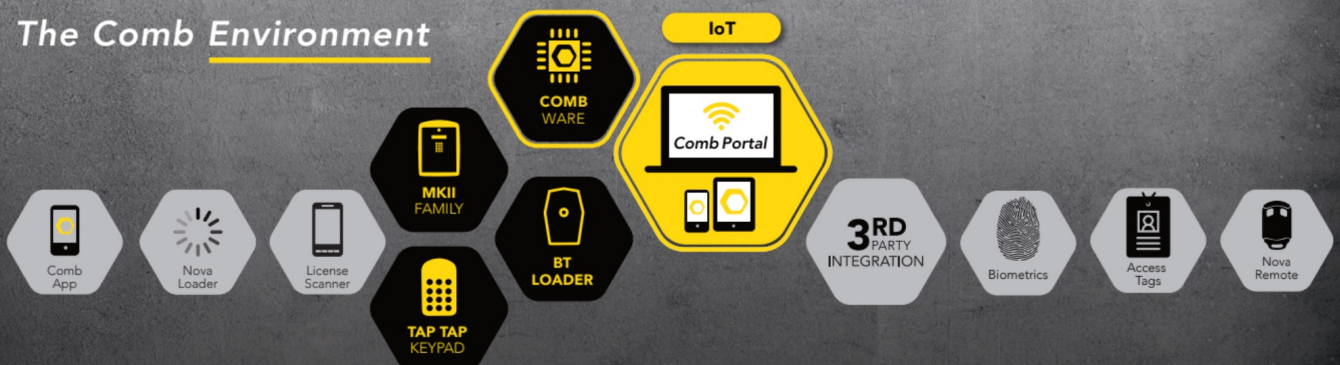 The Comb Environment
IoT
COMB
WARE
Comb Portal
MKII
FAMILY
BT
LOADER
TAP TAP
KEYPAD
Comb
App
Nova
Loader
License
Scanner
3RD
PARTY
INTEGRATION
Biometrics
Access
Tags
Nova
Remote